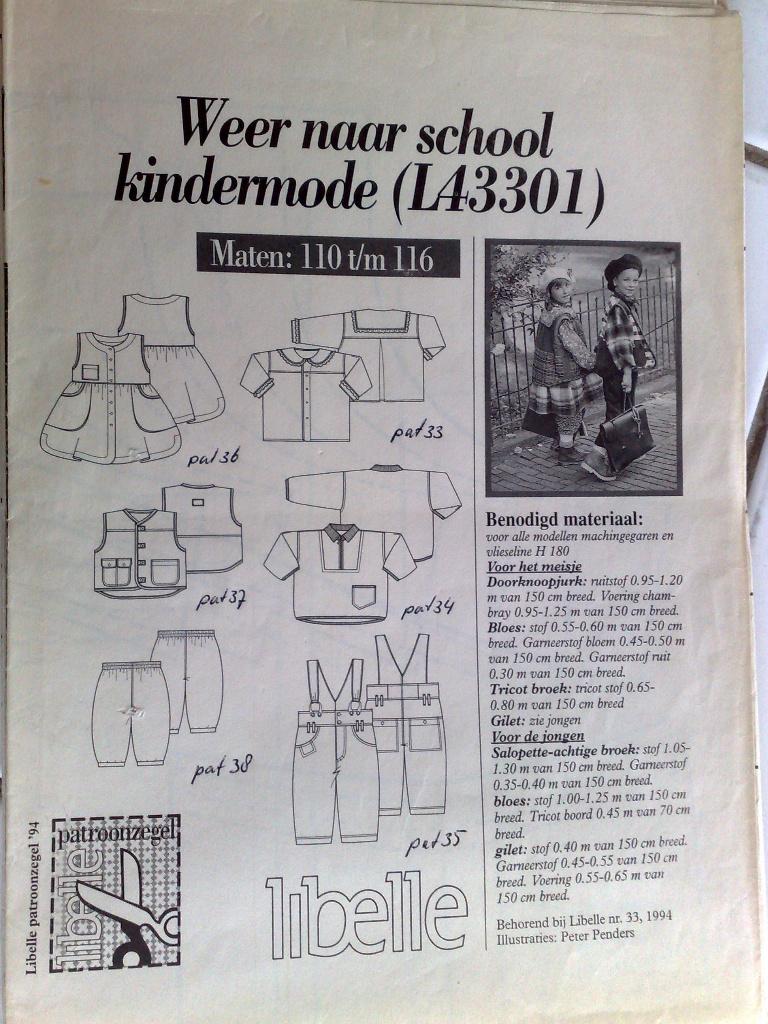 Weer naar school
kindermode (L43301)
Maten: 110 t/m 116
pat 36
pat 33
pat 37
pat 34
pat 38
pat 35
Benodigd materiaal:
voor alle modellen machinegaren en
vlieseline H 180
Voor het meisje
Doorknoopjurk: ruitstof 0.95-1.20
m van 150 cm breed. Voering cham-
bray 0.95-1.25 m van 150 cm breed.
Bloes: stof 0.55-0.60 m van 150 cm
breed. Garneerstof bloem 0.45-0.50 m
van 150 cm breed. Garneerstof ruit
0.30 m van 150 cm breed.
Tricot broek: tricot stof 0.65-
0.80 m van 150 cm breed
Gilet: zie jongen
Voor de jongen
Salopette-achtige broek: stof 1.05-
1.30 m van 150 cm breed. Garneerstof
0.35-0.40 m van 150 cm breed.
bloes: stof 1.00-1.25 m van 150 cm
breed. Tricot boord 0.45 m van 70 cm
breed.
gilet: stof 0.40 m van 150 cm breed.
Garneerstof 0.45-0.55 van 150 cm
breed. Voering 0.55-0.65 m van
150 cm breed.
Behorend bij Libelle nr. 33, 1994
Illustraties: Peter Penders
Libelle patroonzegel '94
patroonzegel
libelle
libelle